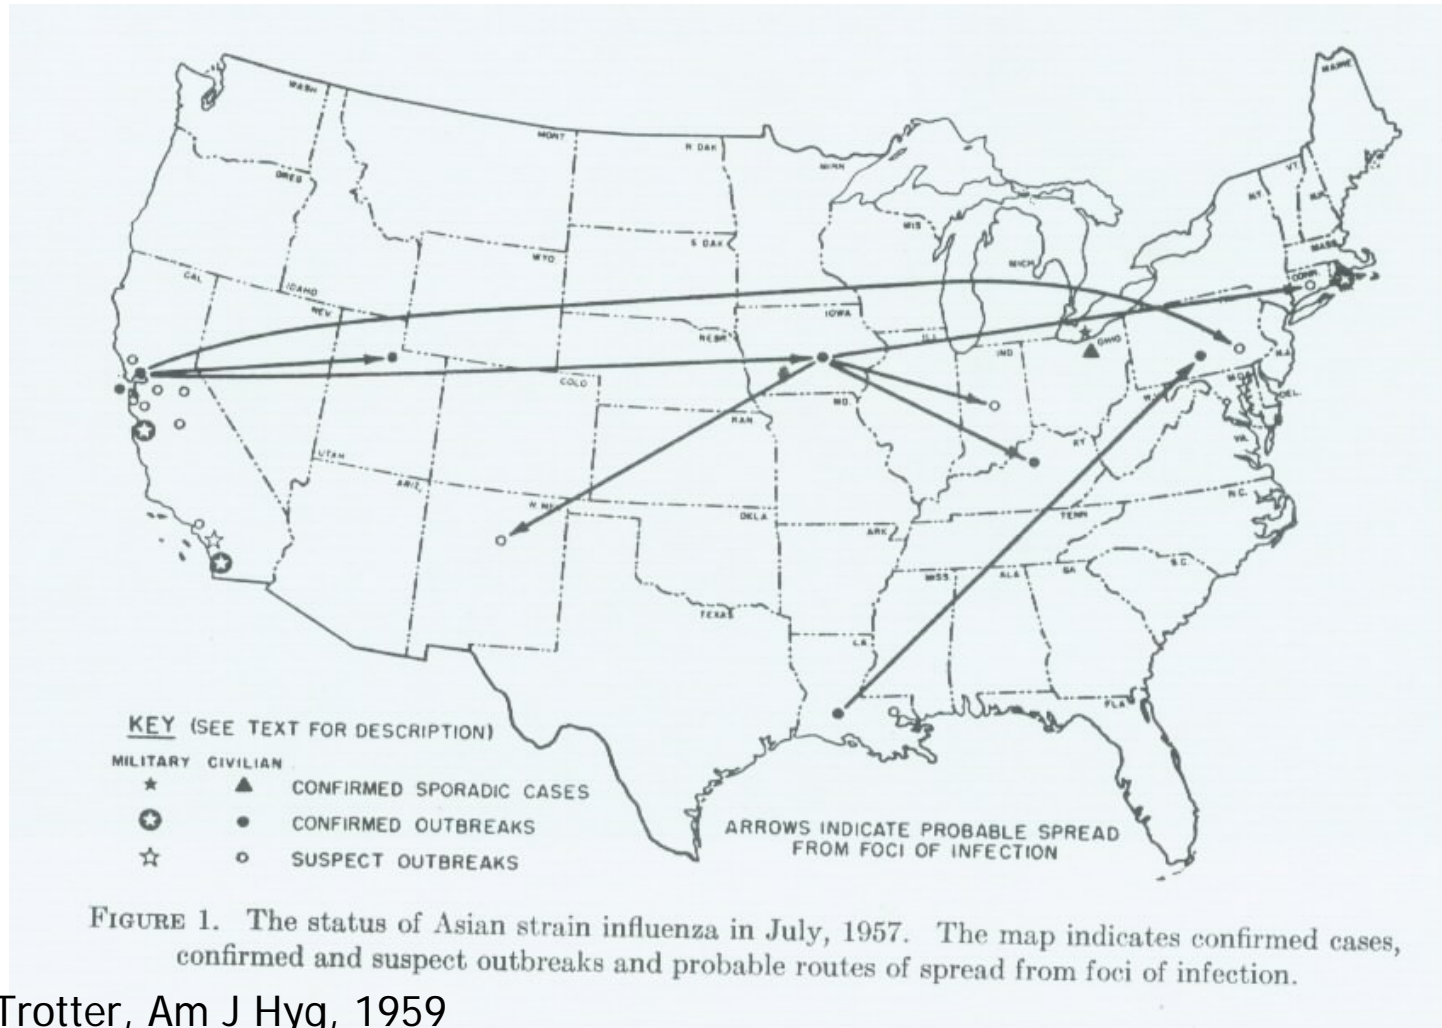 WASH
MONT
N. DAK
MINN
MAINE
VT.
N.H.
N.Y.
OREG
S. DAK
WIS
MICH
MASS.
WYO
CONN.
CAL
IDAHO
NEV
IOWA
NEBR
ILL
IND
OHIO
COLO
MO.
KAN
DEL.
KY
VA.
UTAH
ARIZ.
N. MEX
OKLA
ARK.
TENN
N.C.
MISS
ALA
GA
S.C.
TEXAS
LA.
FLA
KEY (SEE TEXT FOR DESCRIPTION)
MILITARY CIVILIAN
CONFIRMED SPORADIC CASES
CONFIRMED OUTBREAKS
SUSPECT OUTBREAKS
ARROWS INDICATE PROBABLE SPREAD
FROM FOCI OF INFECTION
FIGURE 1. The status of Asian strain influenza in July, 1957. The map indicates confirmed cases,
confirmed and suspect outbreaks and probable routes of spread from foci of infection.
Trotter, Am J Hyg, 1959